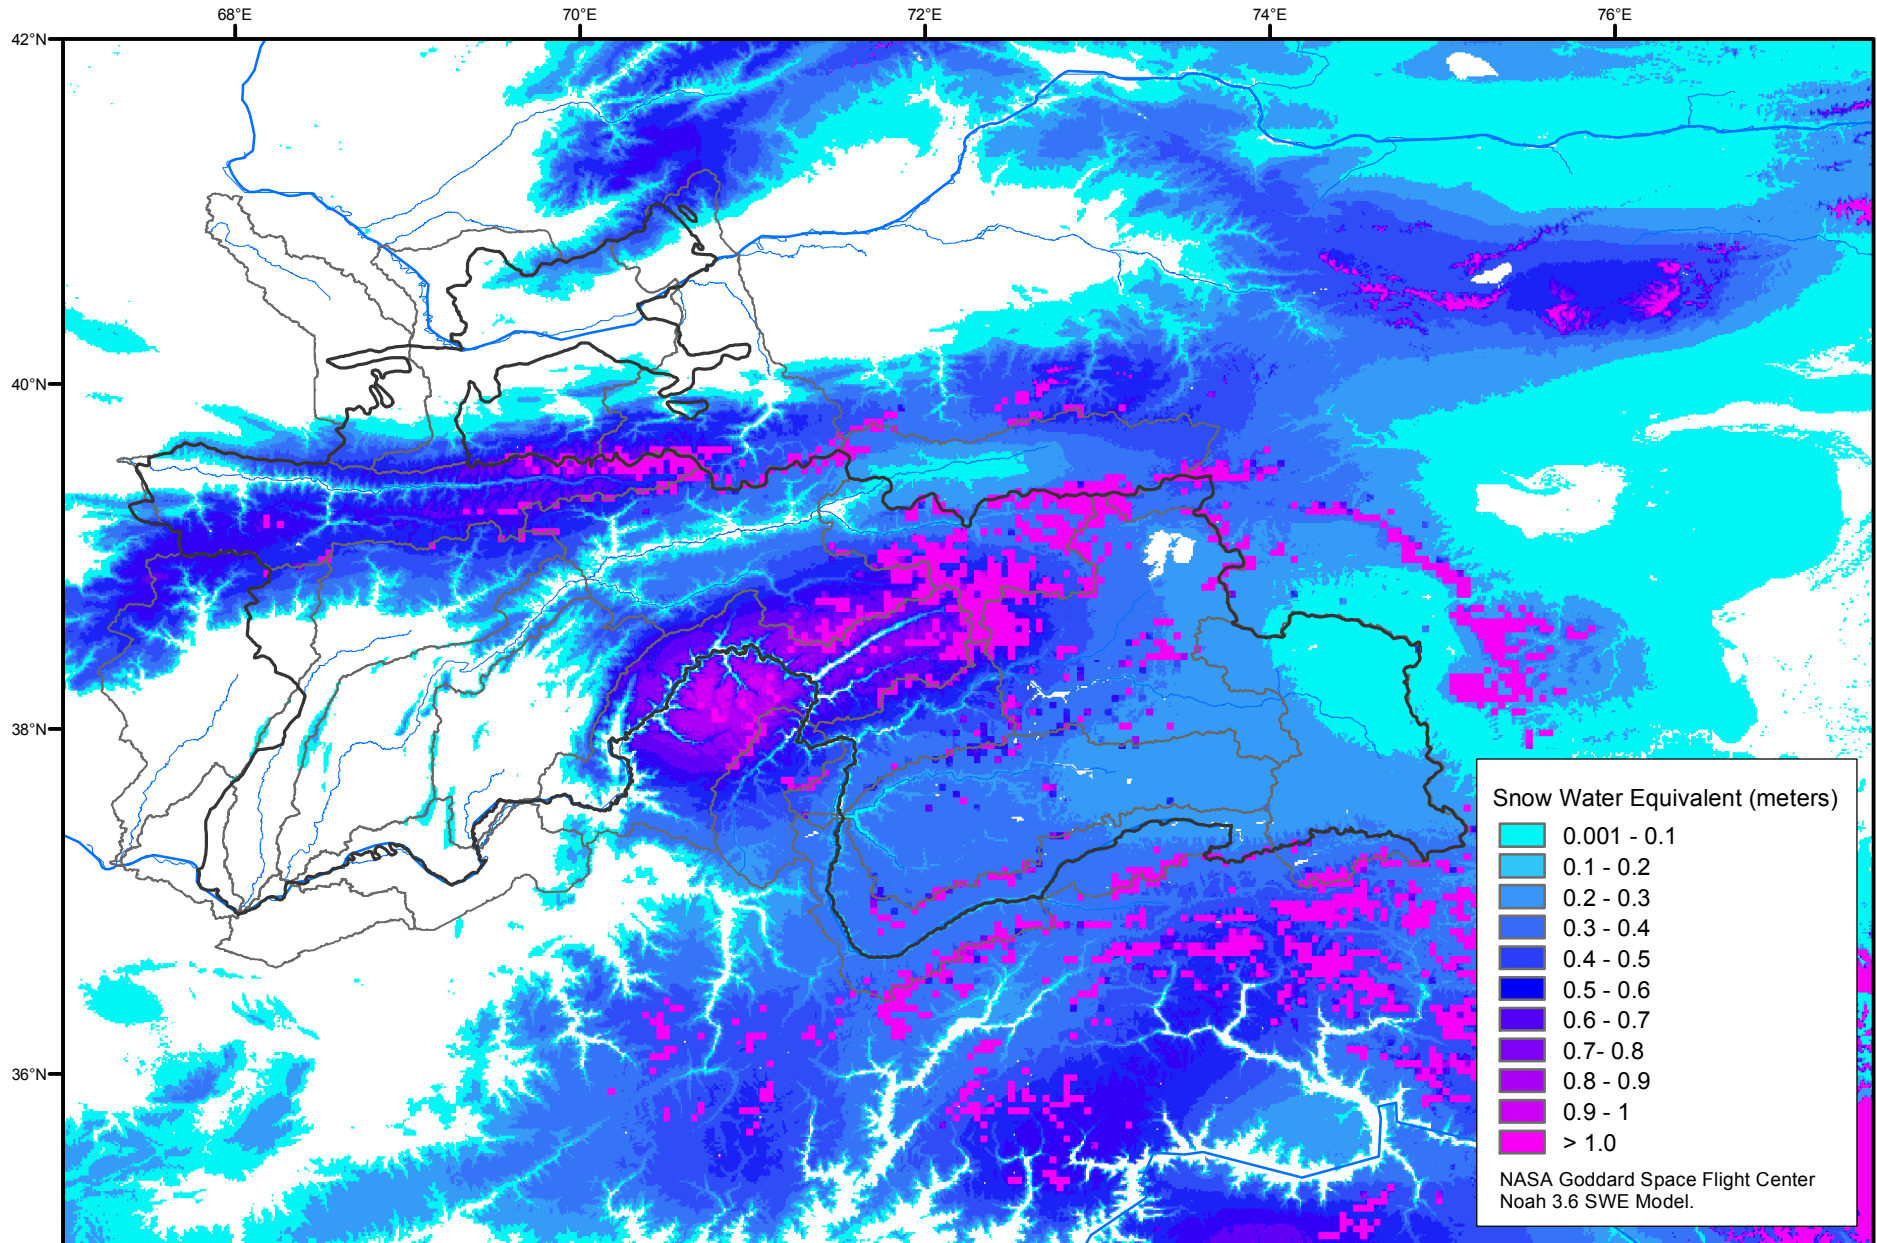 68°E 70°E 72°E 74°E 76°E
42°N
40°N
38°N
36°N
Snow Water Equivalent (meters)
0.001 - 0.1
0.1 - 0.2
0.2 - 0.3
0.3 - 0.4
0.4 - 0.5
0.5 - 0.6
0.6 - 0.7
0.7- 0.8
0.8 - 0.9
0.9 - 1
> 1.0
NASA Goddard Space Flight Center
Noah 3.6 SWE Model.